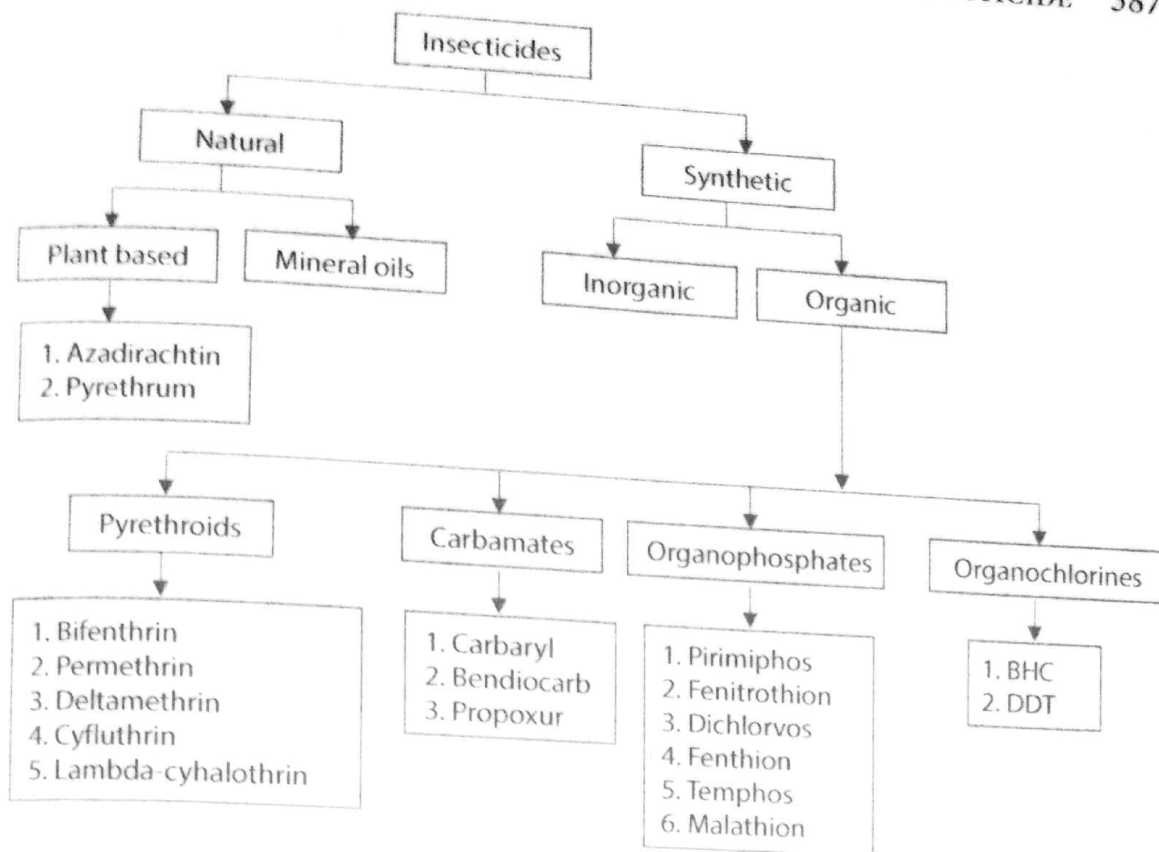 587
Insecticides
Natural
Synthetic
Plant based
Mineral oils
Inorganic
Organic
1. Azadirachtin
2. Pyrethrum
Pyrethroids
Carbamates
Organophosphates
Organochlorines
1. Bifenthrin
2. Permethrin
3. Deltamethrin
4. Cyfluthrin
5. Lambda-cyhalothrin
1. Carbaryl
2. Bendiocarb
3. Propoxur
1. Pirimiphos
2. Fenitrothion
3. Dichlorvos
4. Fenthion
5. Temphos
6. Malathion
1. BHC
2. DDT